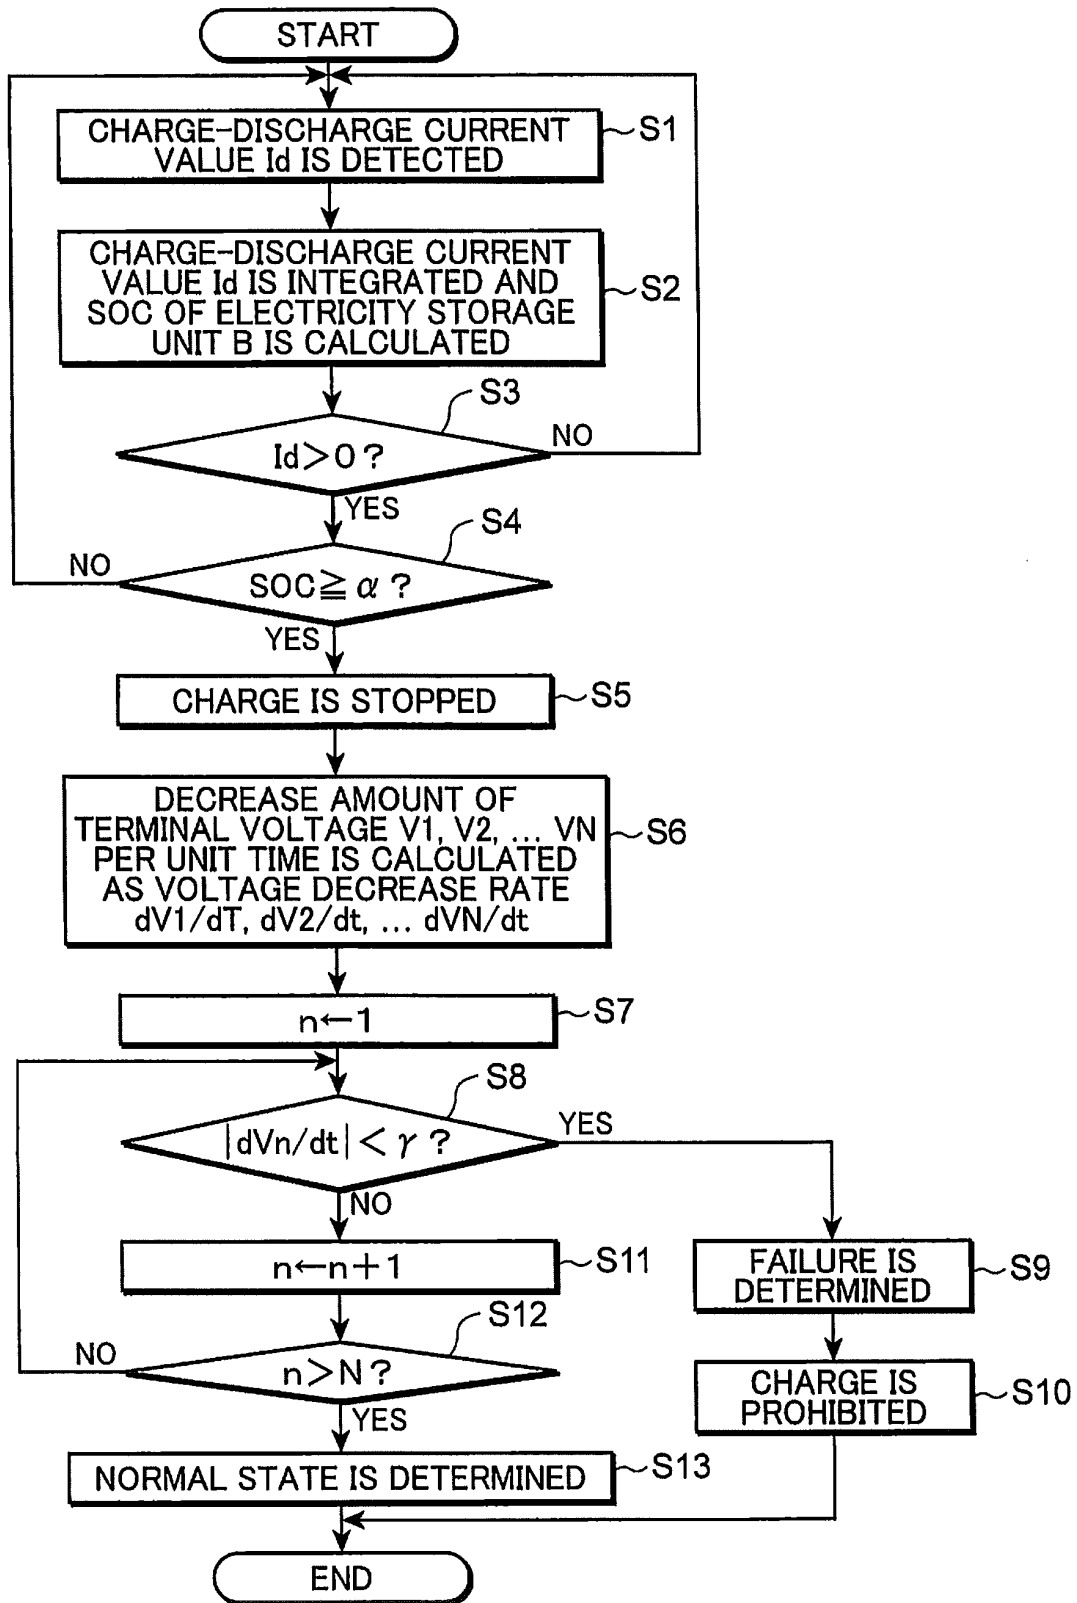 START
CHARGE-DISCHARGE CURRENT
VALUE Id IS DETECTED
S1
CHARGE-DISCHARGE CURRENT
VALUE Id IS INTEGRATED AND
SOC OF ELECTRICITY STORAGE
UNIT B IS CALCULATED
S2
S3
Id>0?
NO
YES
S4
NO
SOC≧α?
YES
CHARGE IS STOPPED
S5
DECREASE AMOUNT OF
TERMINAL VOLTAGE V1, V2, ... VN
PER UNIT TIME IS CALCULATED
AS VOLTAGE DECREASE RATE
dV1/dT, dV2/dt, ... dVN/dt
S6
n←1
S7
S8
|dVn/dt|<γ?
YES
NO
n←n+1
S11
FAILURE IS
DETERMINED
S9
S12
NO
n>N?
YES
CHARGE IS
PROHIBITED
S10
NORMAL STATE IS DETERMINED
S13
END